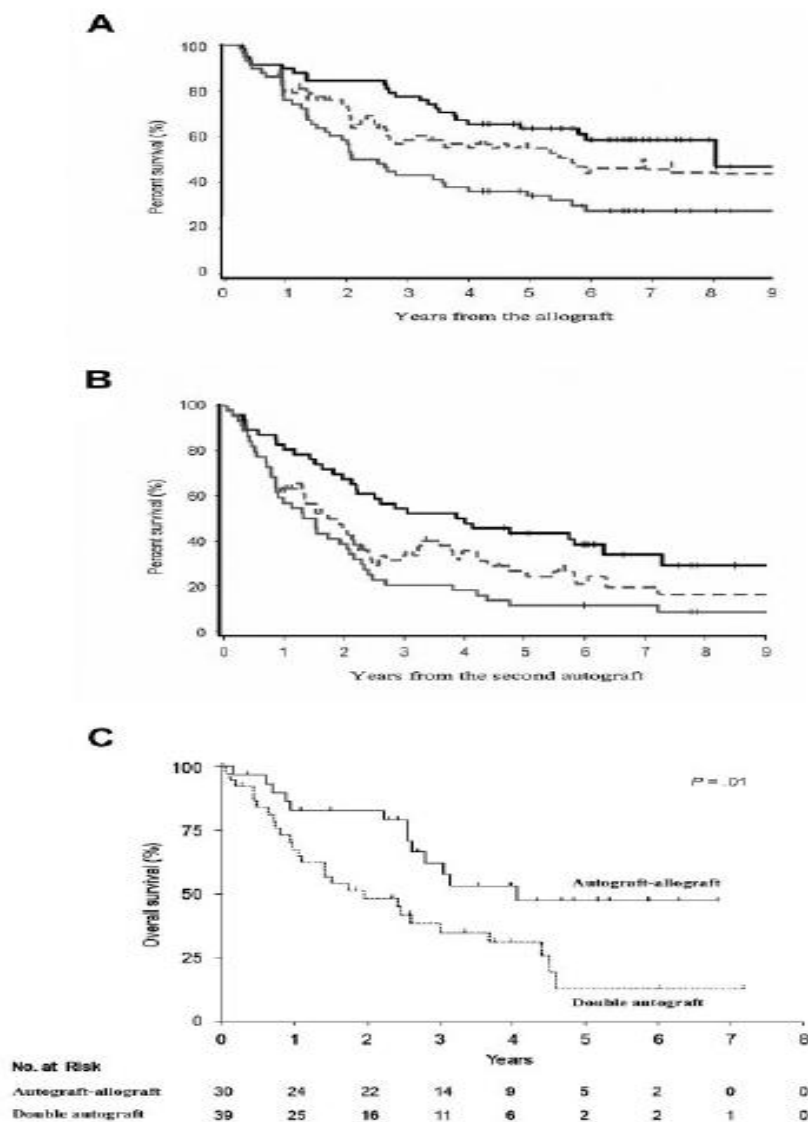 A
Percent survival (%)
100
80
60
40
20
0
0 1 2 3 4 5 6 7 8 9
Years from the allograft
B
Percent survival (%)
100
80
60
40
20
0
0 1 2 3 4 5 6 7 8 9
Years from the second autograft
C
Overall survival (%)
100
75
50
25
0
P = .01
Autograft-allograft
Double autograft
0 1 2 3 4 5 6 7 8
Years
No. at Risk
Autograft-allograft 30 24 22 14 9 5 2 0 0
Double autograft 39 25 16 11 6 2 2 1 0